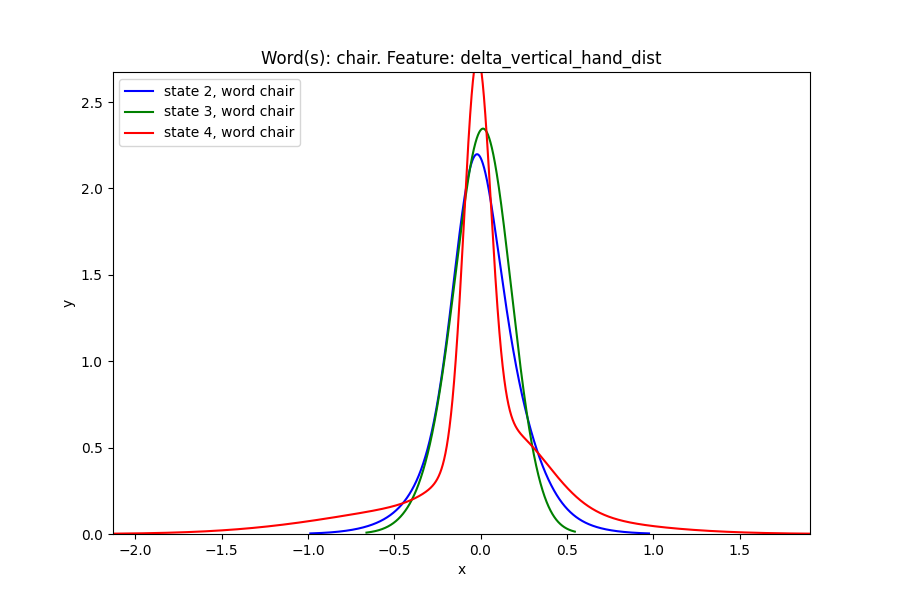 Word(s): chair. Feature: delta_vertical_hand_dist
state 2, word chair
state 3, word chair
state 4, word chair
2.5
2.0
1.5
1.0
0.5
0.0
y
−2.0 −1.5 −1.0 −0.5 0.0 0.5 1.0 1.5
x